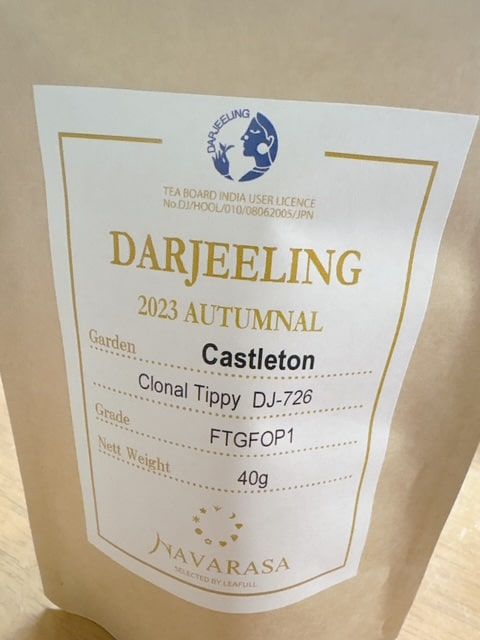 DARJEELING
TEA BOARD INDIA USER LICENCE
No.DJ/HOOL/010/08062005/JPN
DARJEELING
2023 AUTUMNAL
Garden Castleton
Clonal Tippy DJ-726
Grade FTGFOP1
Nett Weight 40g
NAVARASA
SELECTED BY LEAFULL